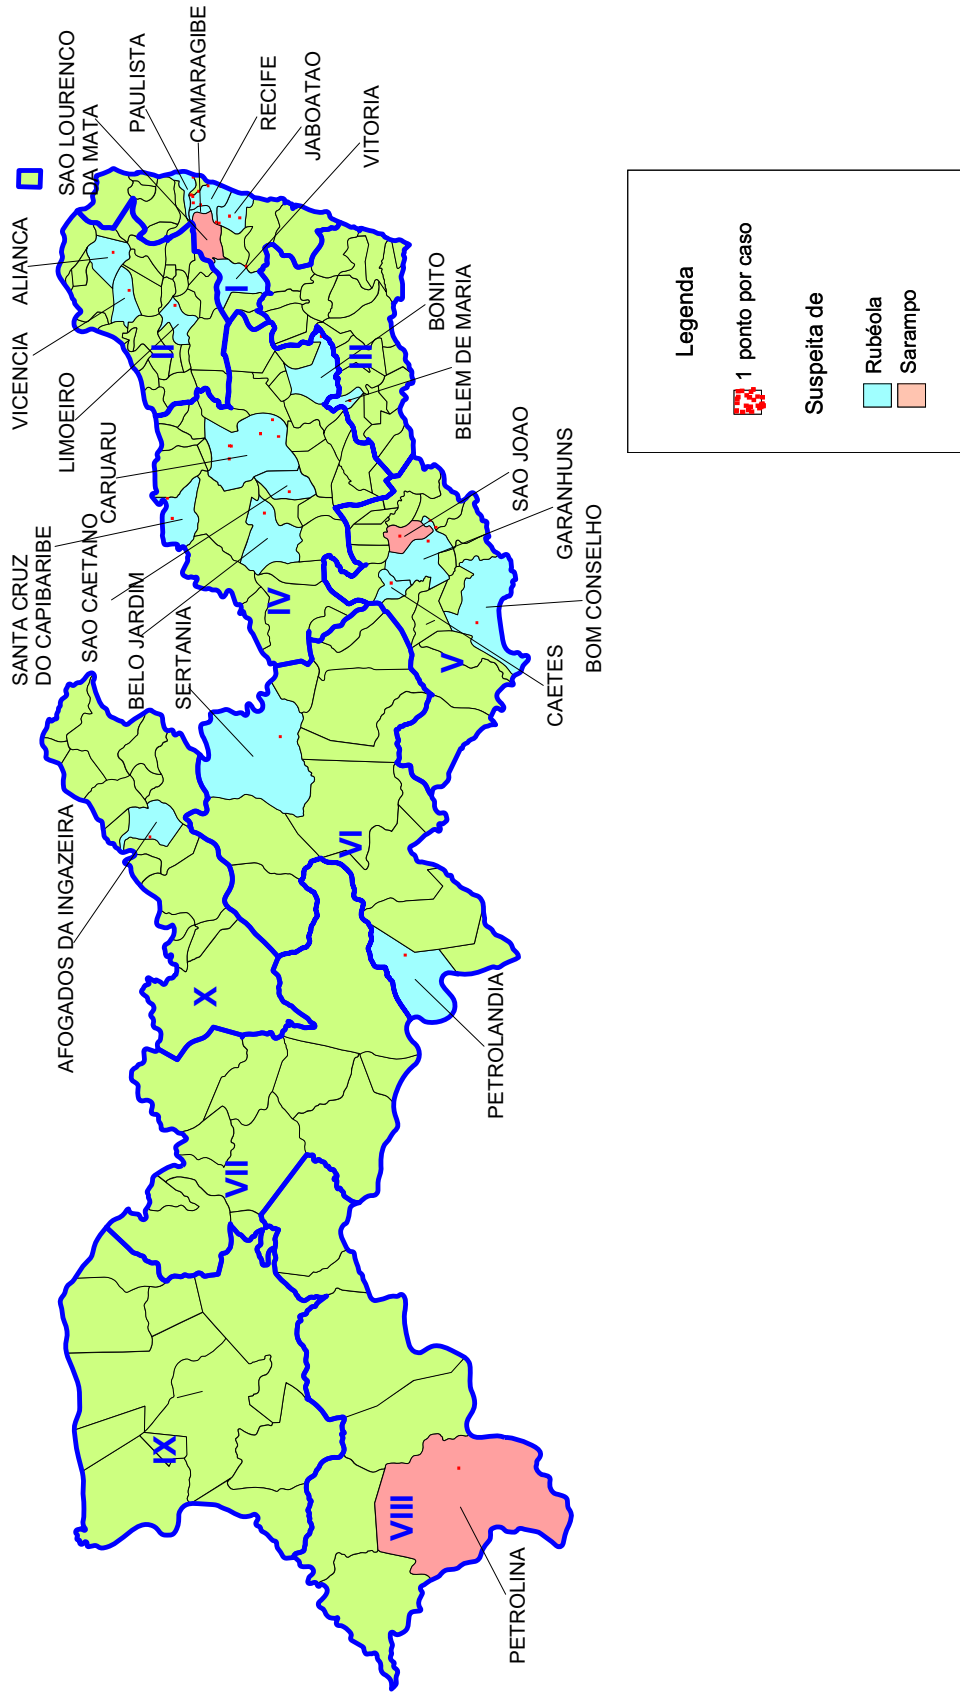 SAO LOURENCO
DA MATA
PAULISTA
CAMARAGIBE
RECIFE
JABOATAO
VITORIA
ALIANCA
VICENCIA
LIMOEIRO
CARUARU
BONITO
BELEM DE MARIA
SAO JOAO
GARANHUNS
BOM CONSELHO
CAETES
SANTA CRUZ
DO CAPIBARIBE
SAO CAETANO
BELO JARDIM
SERTANIA
AFOGADOS DA INGAZEIRA
PETROLANDIA
PETROLINA
I
II
III
IV
V
VI
VII
VIII
IX
X
Legenda
1 ponto por caso
Suspeita de
Rubéola
Sarampo